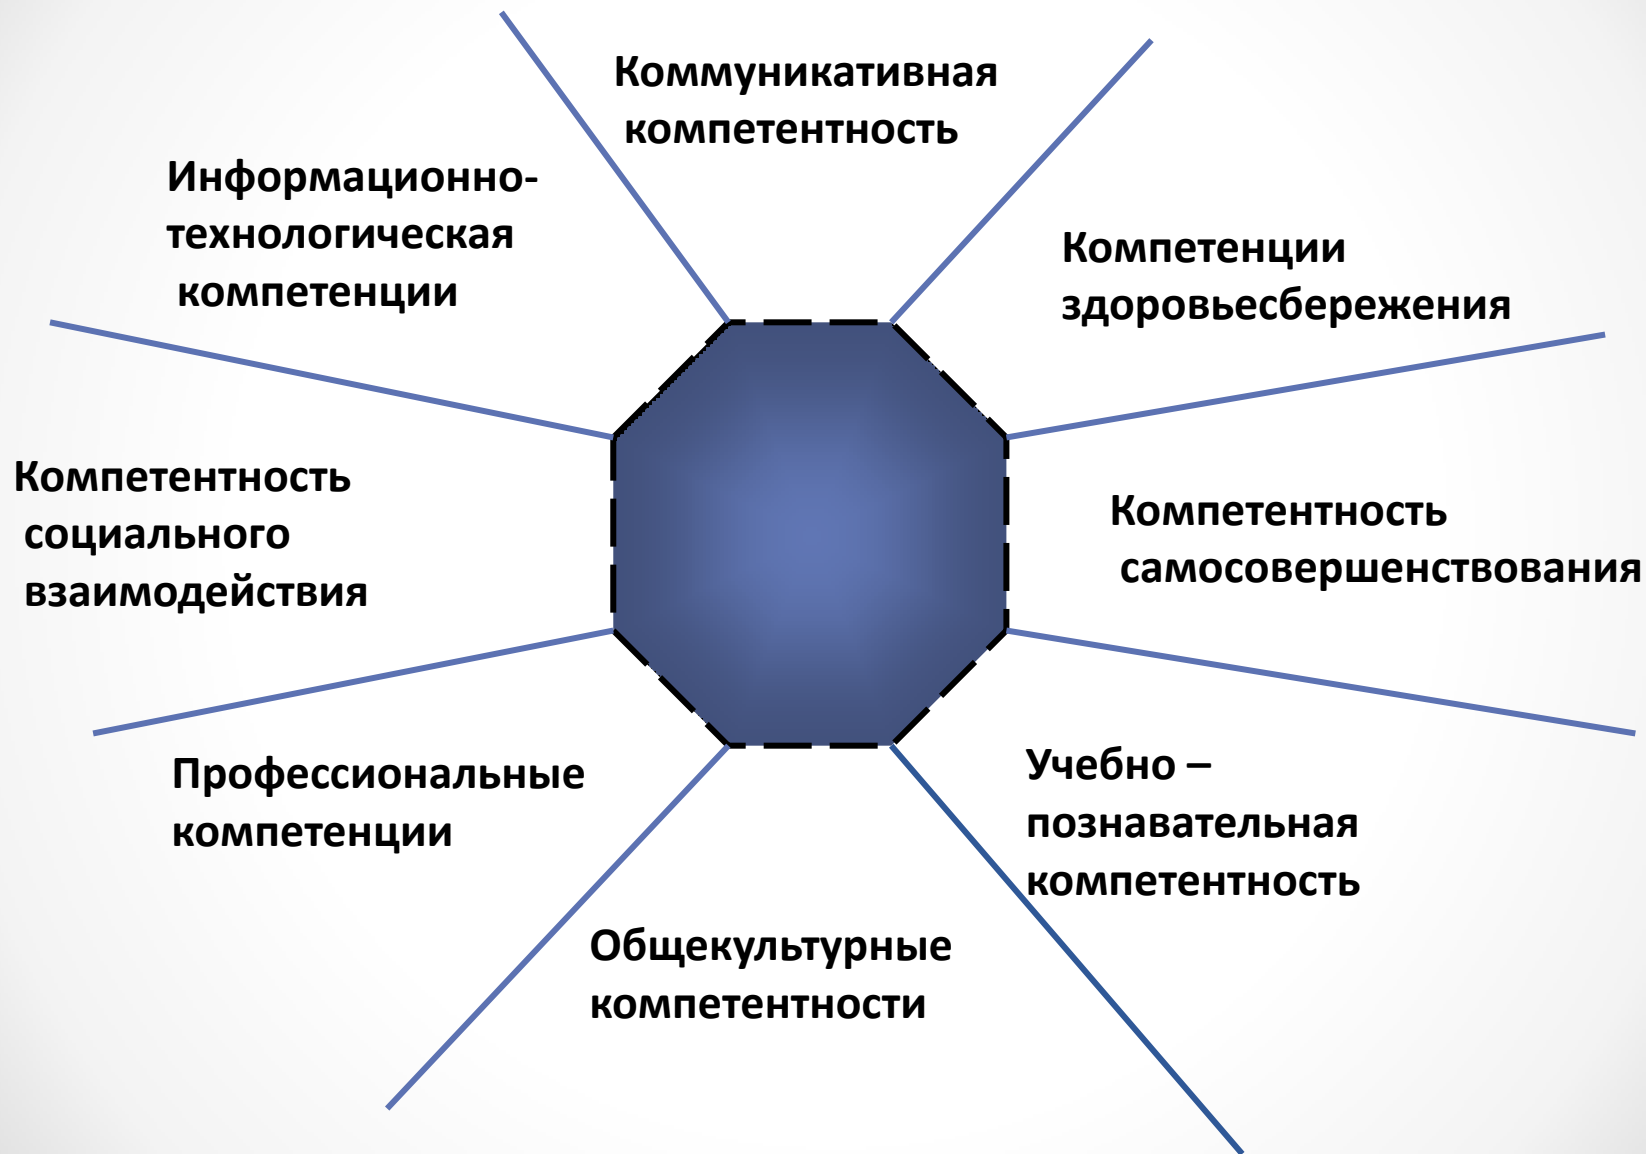 Коммуникативная
компетентность
Информационно-
технологическая
компетенции
Компетенции
здоровьесбережения
Компетентность
социального
взаимодействия
Компетентность
самосовершенствования
Профессиональные
компетенции
Учебно –
познавательная
компетентность
Общекультурные
компетентности